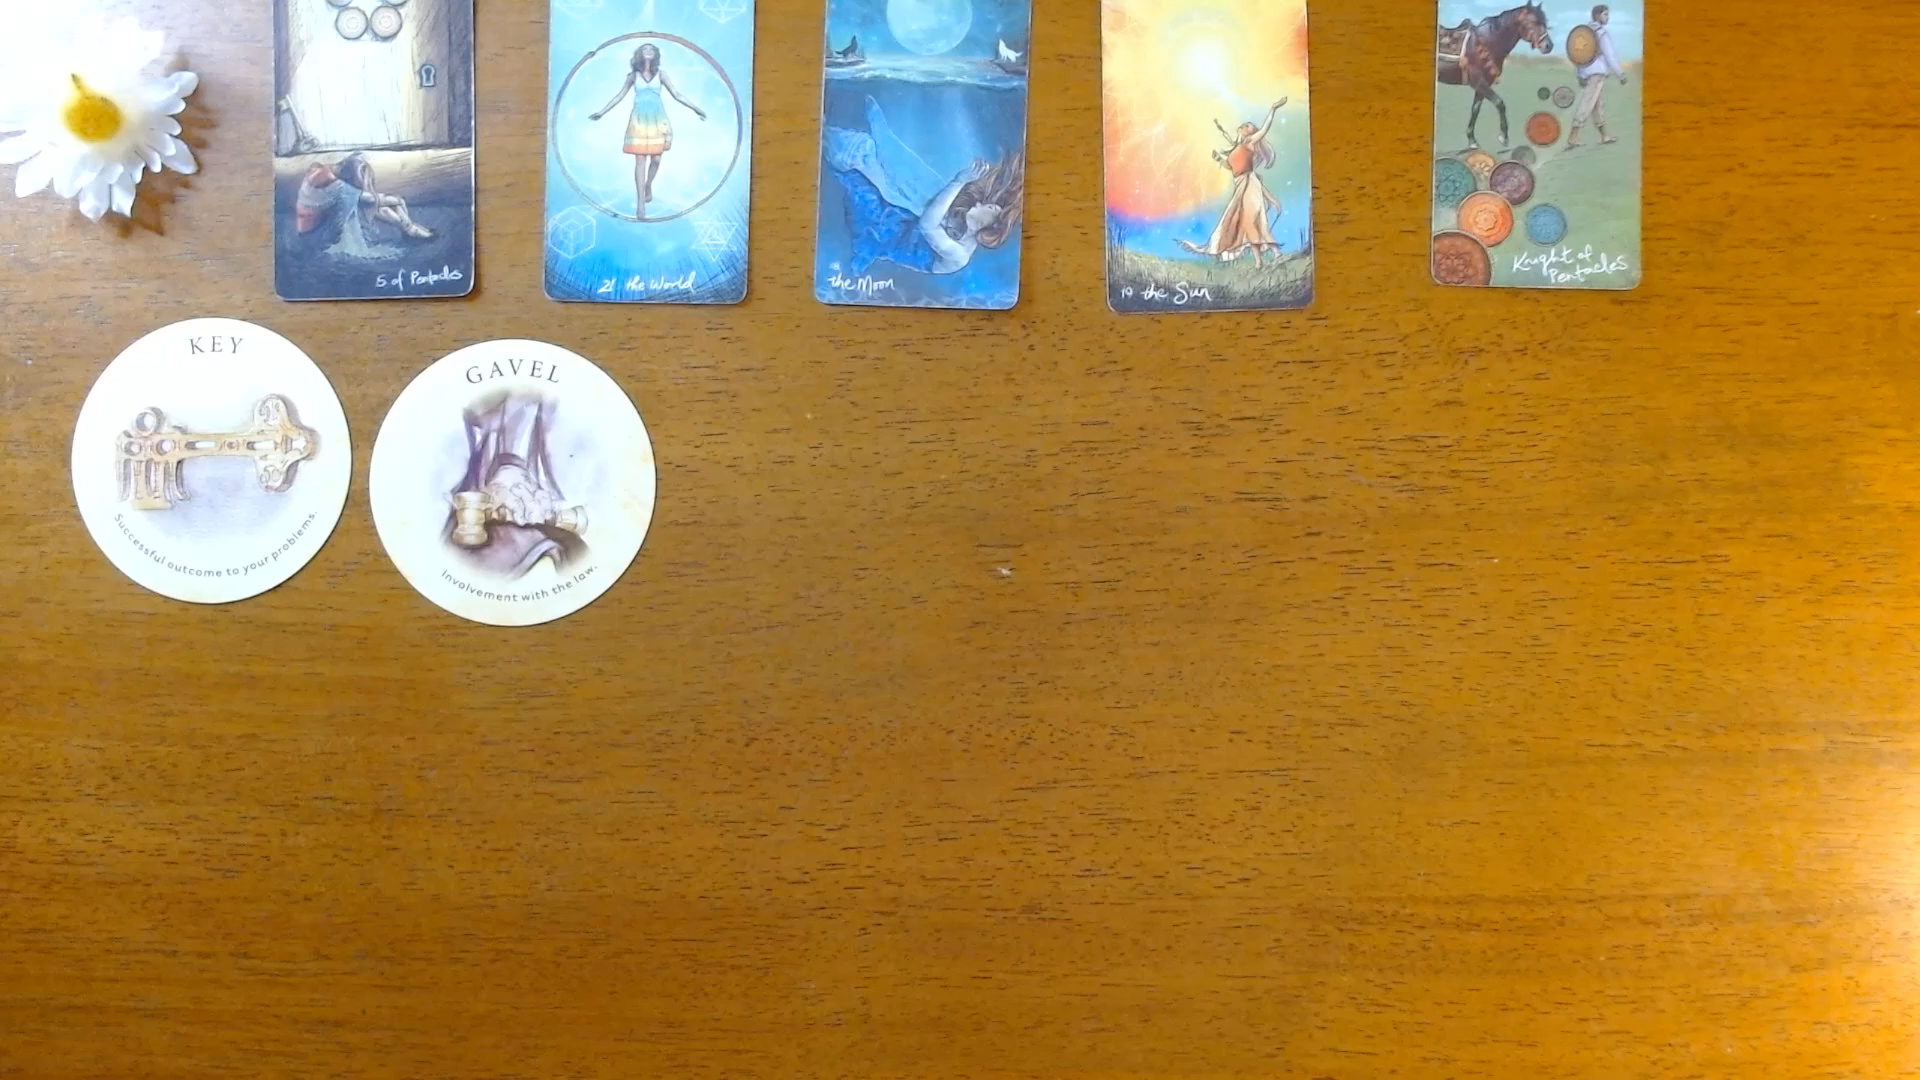 5 of Pentacles
21 the World
18 the Moon
19 the Sun
Knight of
Pentacles
KEY
Successful outcome to your problems.
GAVEL
Involvement with the law.